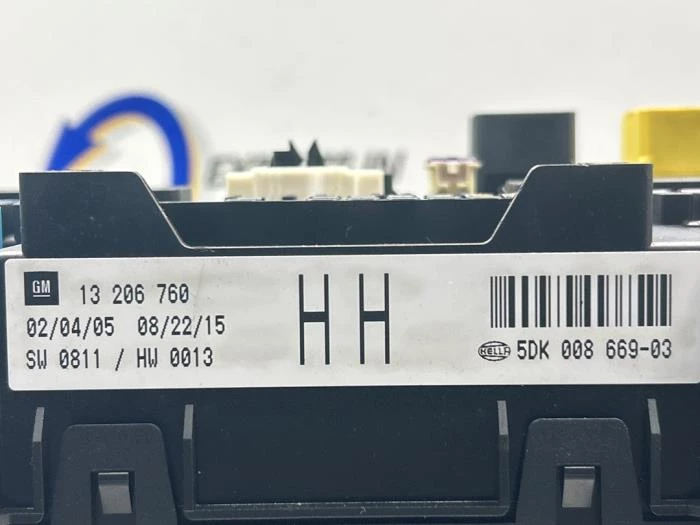 GM 13 206 760
02/04/05 08/22/15
SW 0811 / HW 0013
HH
HELLA 5DK 008 669-03